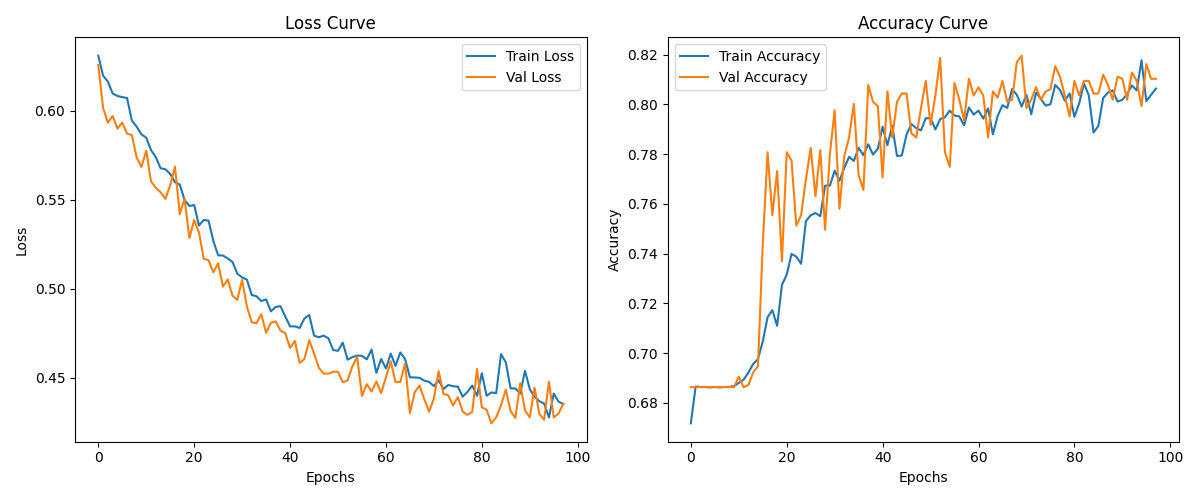 Loss Curve
Train Loss
Val Loss
Loss
0.60
0.55
0.50
0.45
0 20 40 60 80 100
Epochs
Accuracy Curve
Train Accuracy
Val Accuracy
Accuracy
0.82
0.80
0.78
0.76
0.74
0.72
0.70
0.68
0 20 40 60 80 100
Epochs